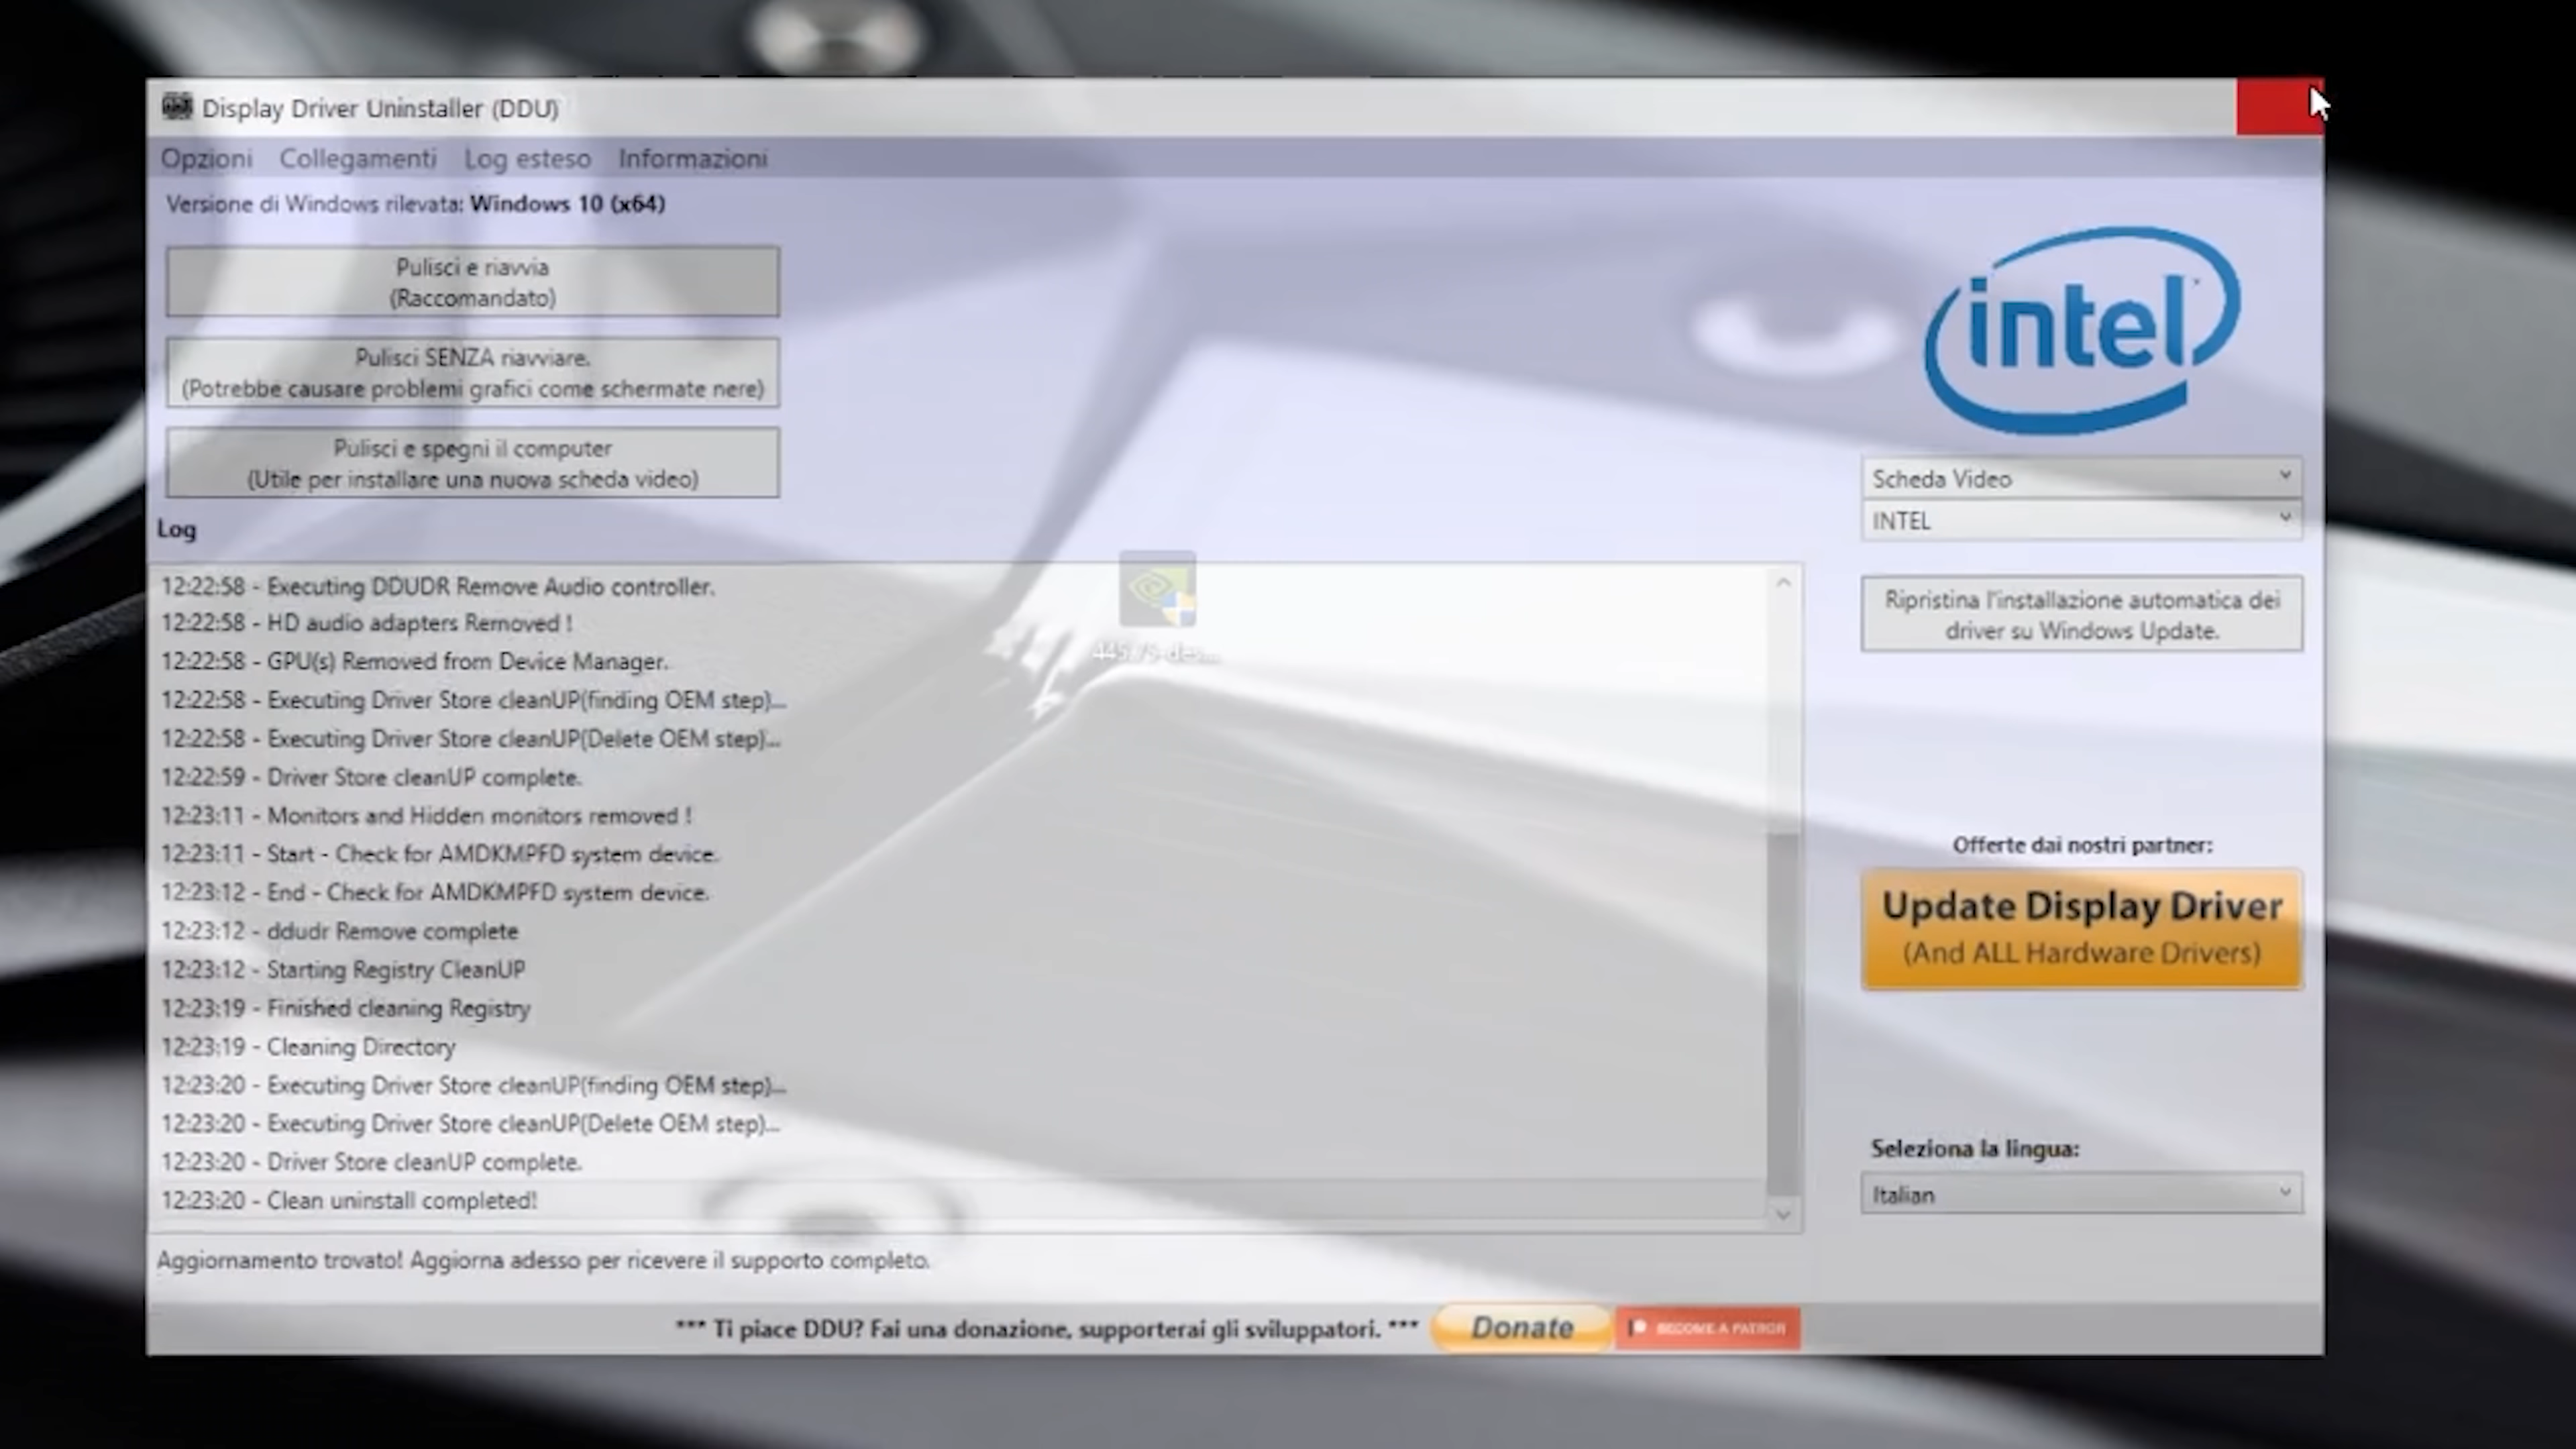 Display Driver Uninstaller (DDU)
Opzioni Collegamenti Log esteso Informazioni
Versione di Windows rilevata: Windows 10 (x64)
Pulisci e riavvia
(Raccomandato)
Pulisci SENZA riavviare.
(Potrebbe causare problemi grafici come schermate nere)
Pulisci e spegni il computer
(Utile per installare una nuova scheda video)
Log
12:22:58 - Executing DDUDR Remove Audio controller.
12:22:58 - HD audio adapters Removed !
12:22:58 - GPU(s) Removed from Device Manager.
12:22:58 - Executing Driver Store cleanUP(finding OEM step)...
12:22:58 - Executing Driver Store cleanUP(Delete OEM step)...
12:22:59 - Driver Store cleanUP complete.
12:23:11 - Monitors and Hidden monitors removed !
12:23:11 - Start - Check for AMDKMPFD system device.
12:23:12 - End - Check for AMDKMPFD system device.
12:23:12 - ddudr Remove complete
12:23:12 - Starting Registry CleanUP
12:23:19 - Finished cleaning Registry
12:23:19 - Cleaning Directory
12:23:20 - Executing Driver Store cleanUP(finding OEM step)...
12:23:20 - Executing Driver Store cleanUP(Delete OEM step)...
12:23:20 - Driver Store cleanUP complete.
12:23:20 - Clean uninstall completed!
445.75-des...
intel
Scheda Video
INTEL
Ripristina l'installazione automatica dei
driver su Windows Update.
Offerte dai nostri partner:
Update Display Driver
(And ALL Hardware Drivers)
Seleziona la lingua:
Italian
Aggiornamento trovato! Aggiorna adesso per ricevere il supporto completo.
*** Ti piace DDU? Fai una donazione, supporterai gli sviluppatori. ***
Donate
BECOME A PATRON